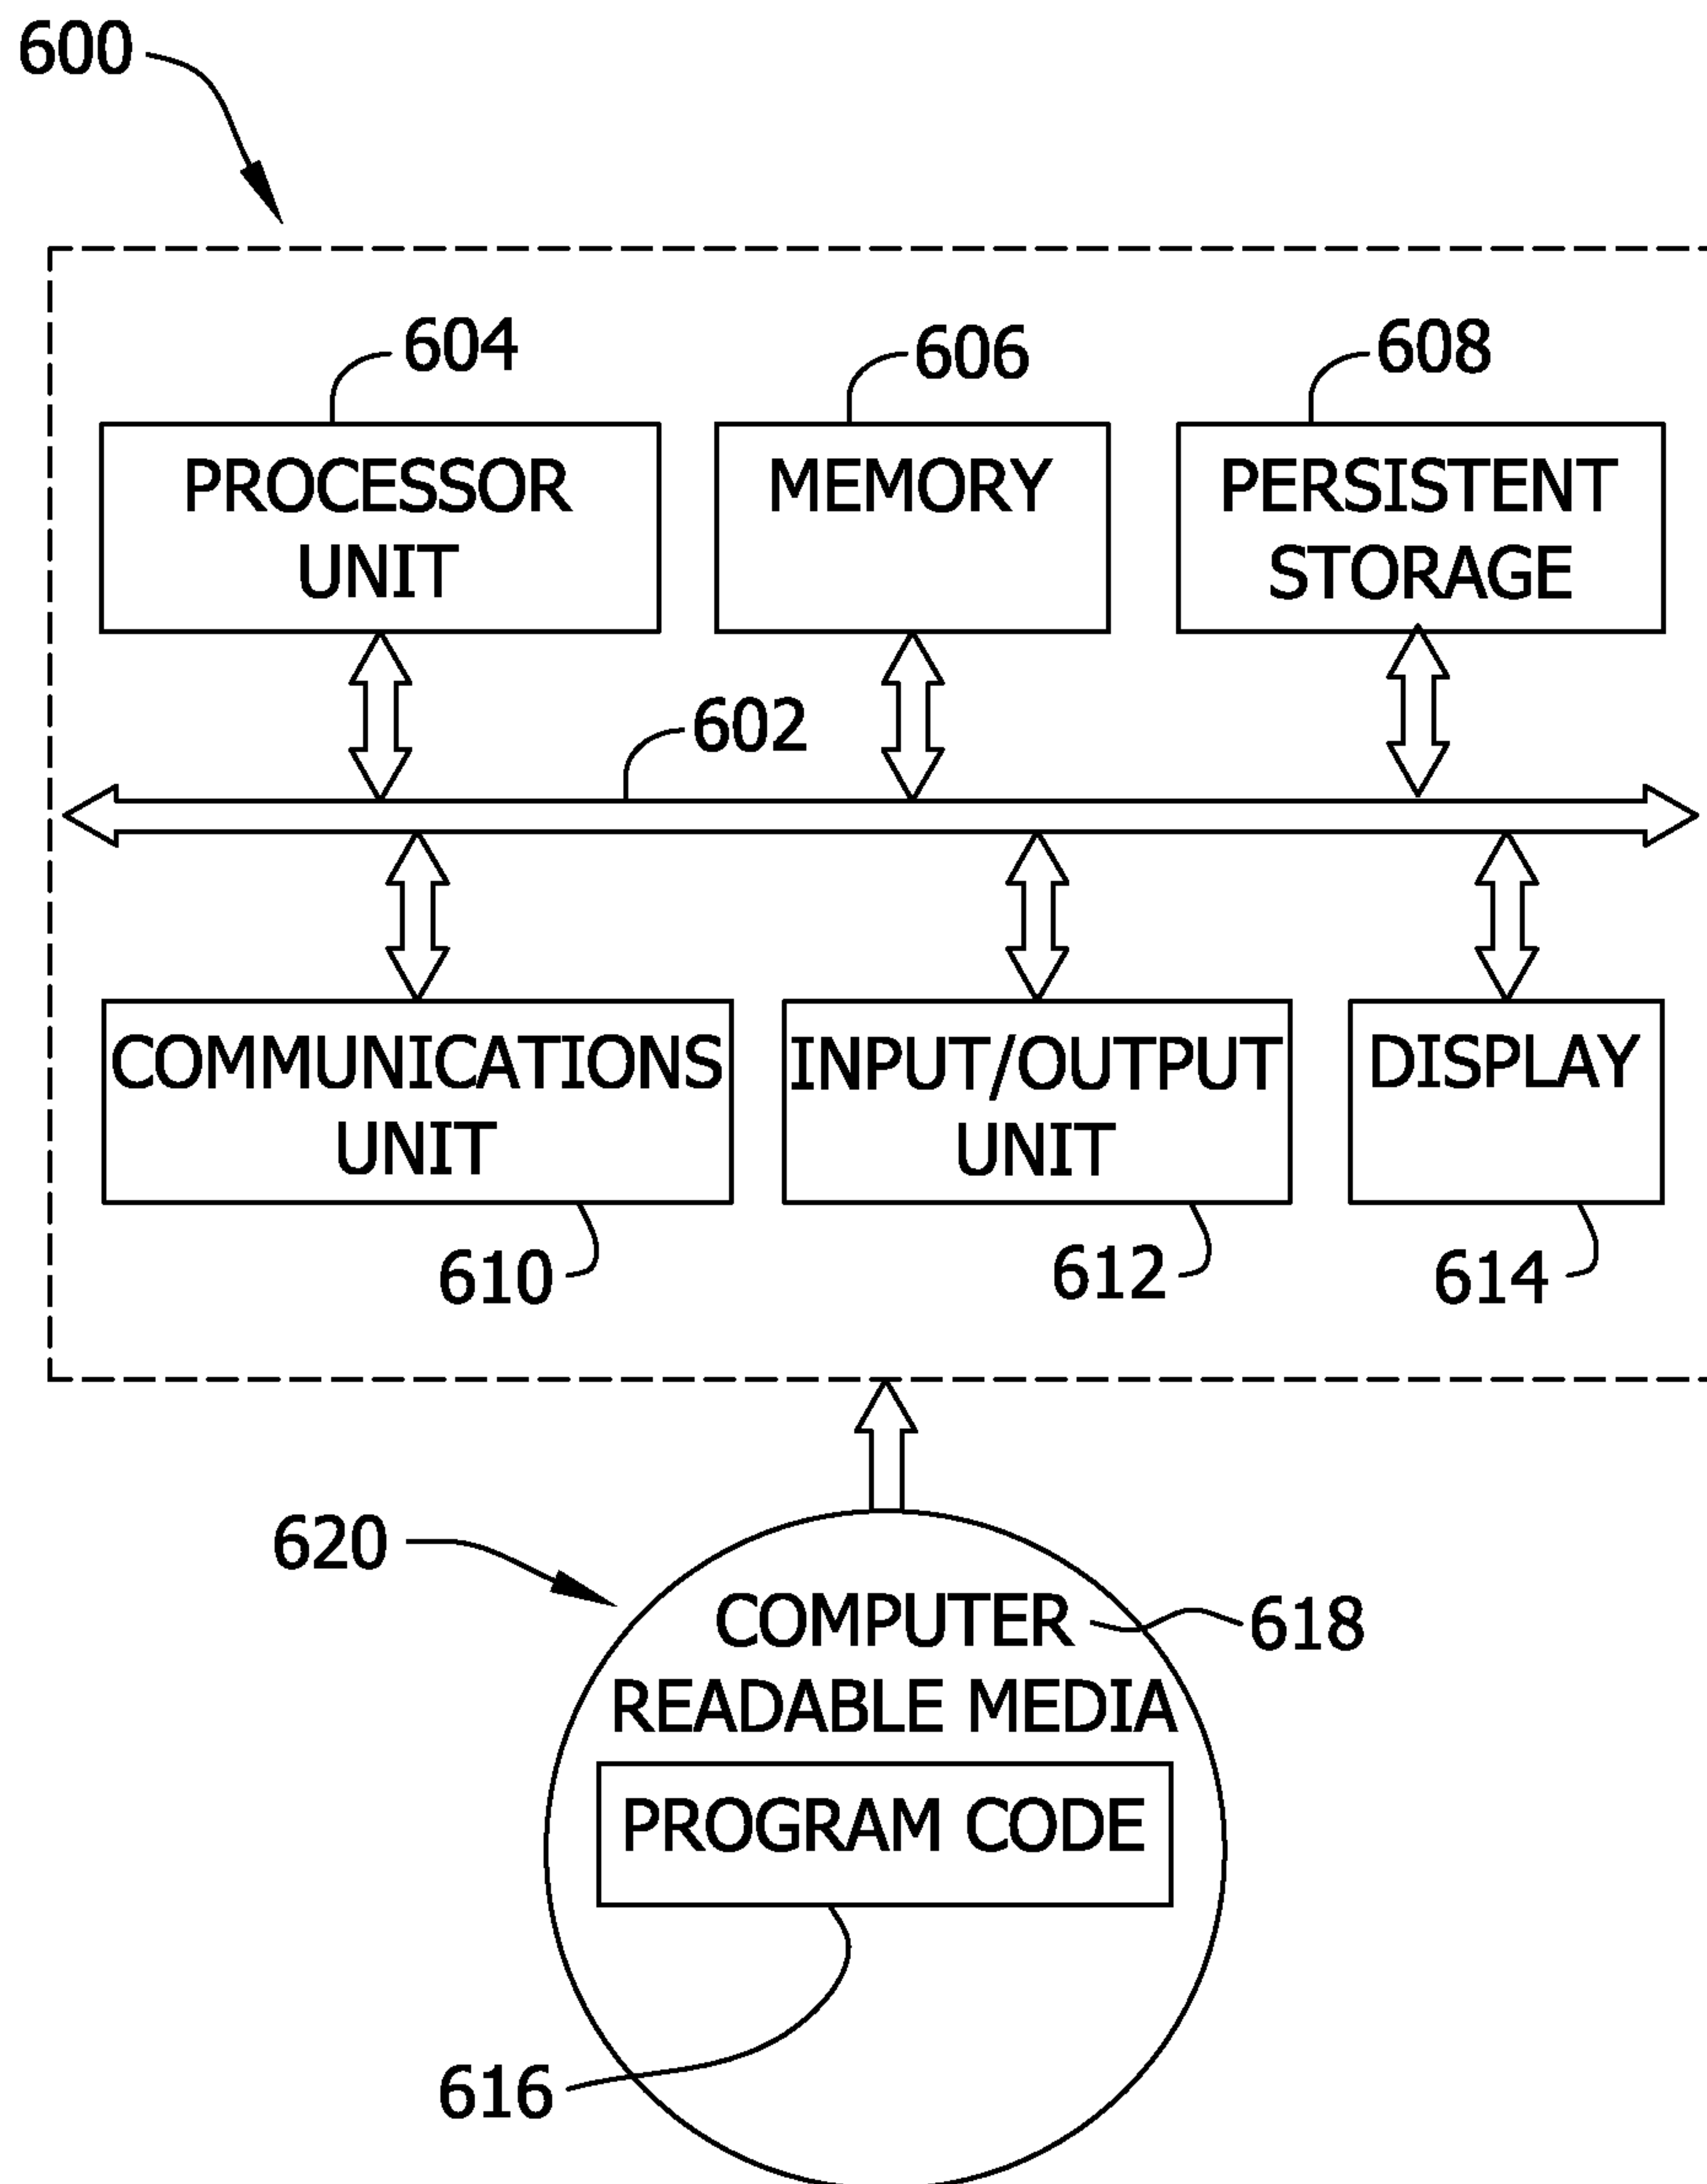 600
604
606
608
PROCESSOR
UNIT
MEMORY
PERSISTENT
STORAGE
602
COMMUNICATIONS
UNIT
INPUT/OUTPUT
UNIT
DISPLAY
610
612
614
620
COMPUTER
READABLE MEDIA
618
PROGRAM CODE
616